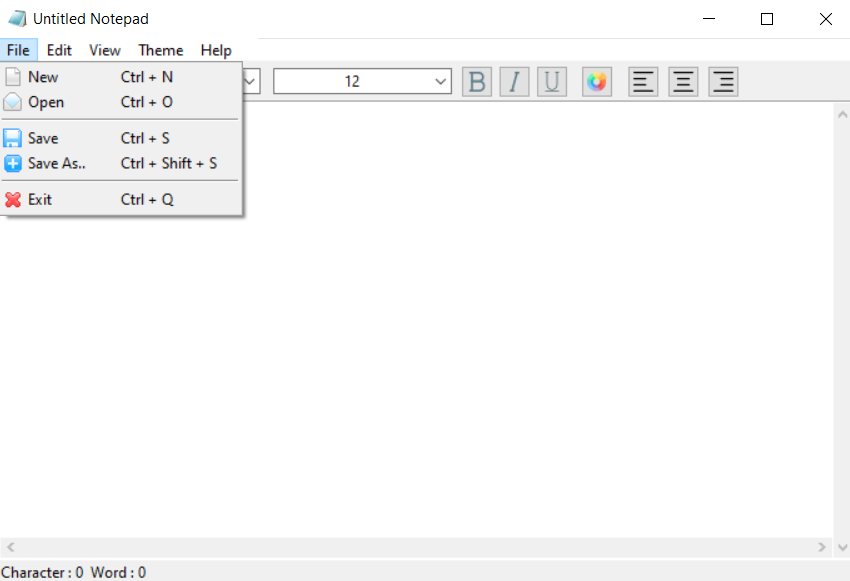 Untitled Notepad
File Edit View Theme Help
12 B I U
New Ctrl + N
Open Ctrl + O
Save Ctrl + S
Save As.. Ctrl + Shift + S
Exit Ctrl + Q
Character : 0 Word : 0